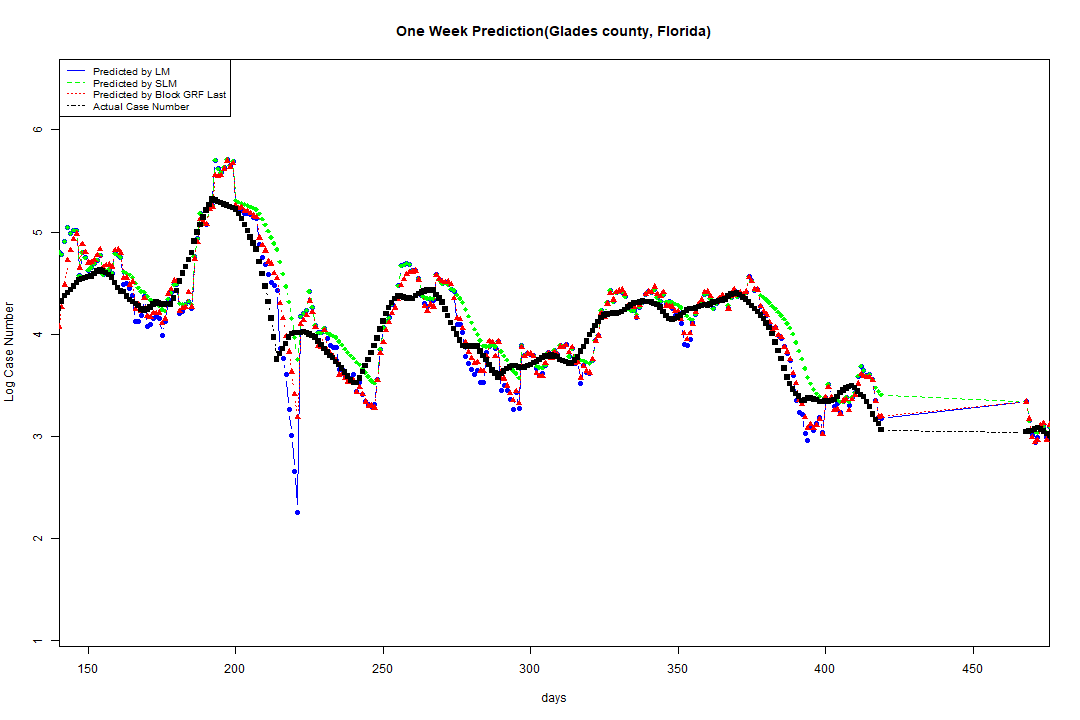 One Week Prediction(Glades county, Florida)
Predicted by LM
Predicted by SLM
Predicted by Block GRF Last
Actual Case Number
Log Case Number
6
5
4
3
2
1
150 200 250 300 350 400 450
days